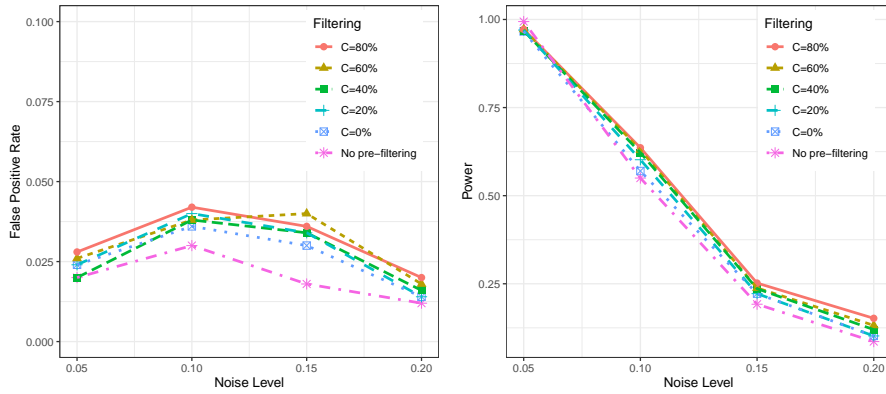 Filtering
C=80%
C=60%
C=40%
C=20%
C=0%
No pre−filtering
0.100
0.075
0.050
0.025
0.000
False Positive Rate
0.05
0.10
0.15
0.20
Noise Level
Filtering
C=80%
C=60%
C=40%
C=20%
C=0%
No pre−filtering
1.00
0.75
0.50
0.25
Power
0.05
0.10
0.15
0.20
Noise Level